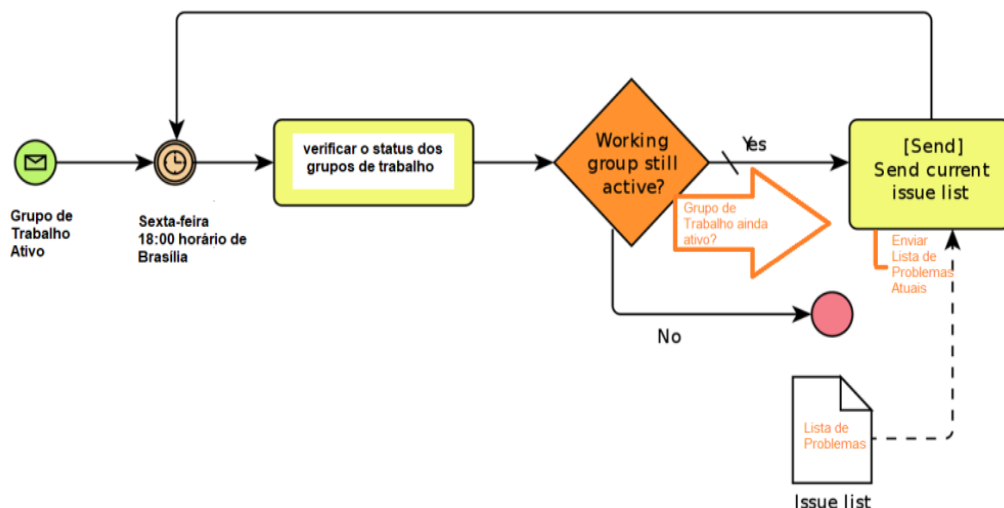 Grupo de
Trabalho
Ativo
Sexta-feira
18:00 horário de
Brasília
verificar o status dos
grupos de trabalho
Working
group still
active?
Yes
Grupo de
Trabalho ainda
ativo?
No
[Send]
Send current
issue list
Enviar
Lista de
Problemas
Atuais
Lista de
Problemas
Issue list